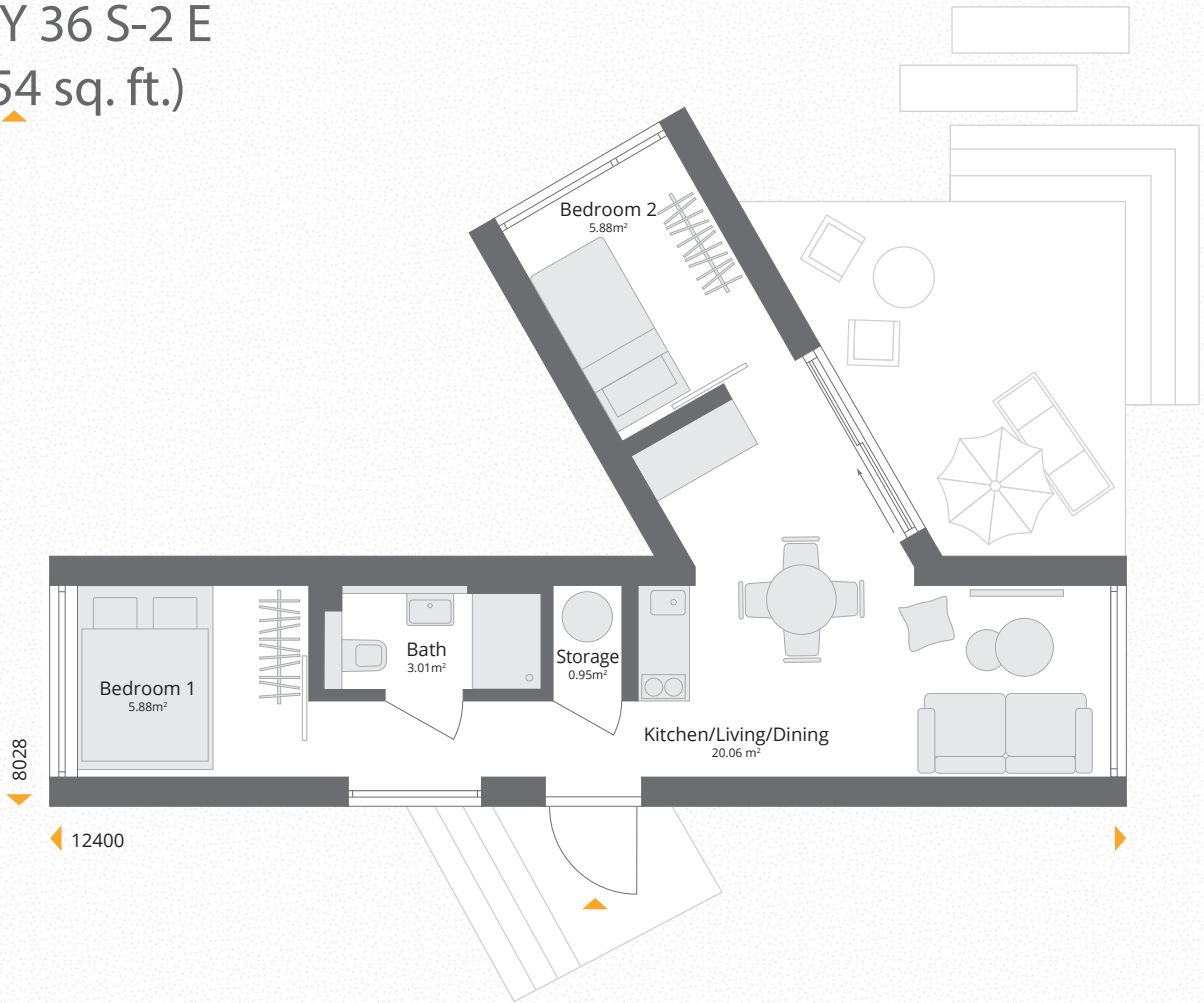 Y 36 S-2 E
54 sq. ft.)
Bedroom 2
5.88m²
Bath
3.01m²
Storage
0.95m²
Bedroom 1
5.88m²
Kitchen/Living/Dining
20.06 m²
8028
12400